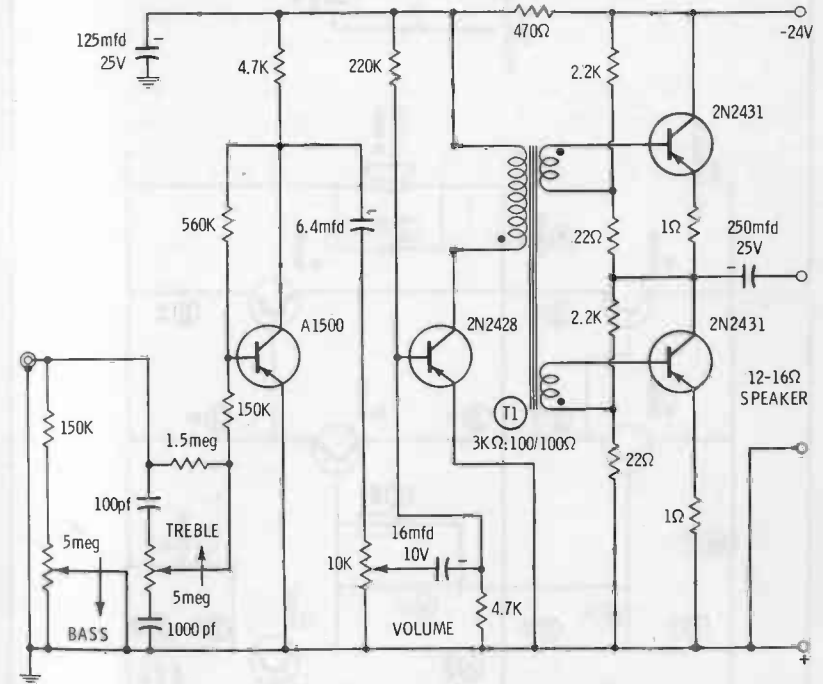 125mfd
25V
4.7K
220K
470Ω
2.2K
-24V
2N2431
560K
6.4mfd
22Ω
1Ω
250mfd
25V
A1500
2N2428
2.2K
2N2431
150K
150K
T1
3KΩ:100/100Ω
12-16Ω
SPEAKER
1.5meg
22Ω
100pf
TREBLE
16mfd
10V
1Ω
5meg
10K
5meg
4.7K
BASS
1000pf
VOLUME
+